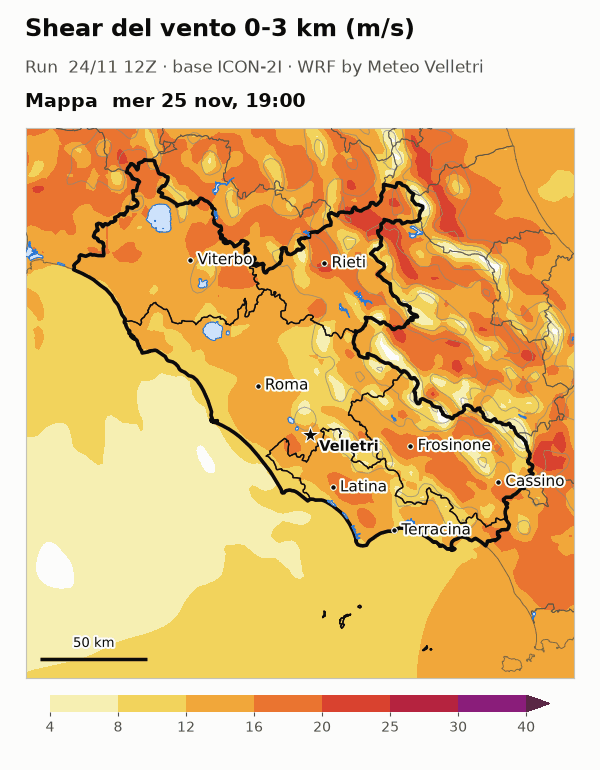 Shear del vento 0-3 km (m/s)
Run  24/11 12Z · base ICON-2I · WRF by Meteo Velletri
Mappa  mer 25 nov, 19:00
Viterbo
Rieti
Roma
Velletri
Frosinone
Latina
Cassino
Terracina
50 km
4 8 12 16 20 25 30 40